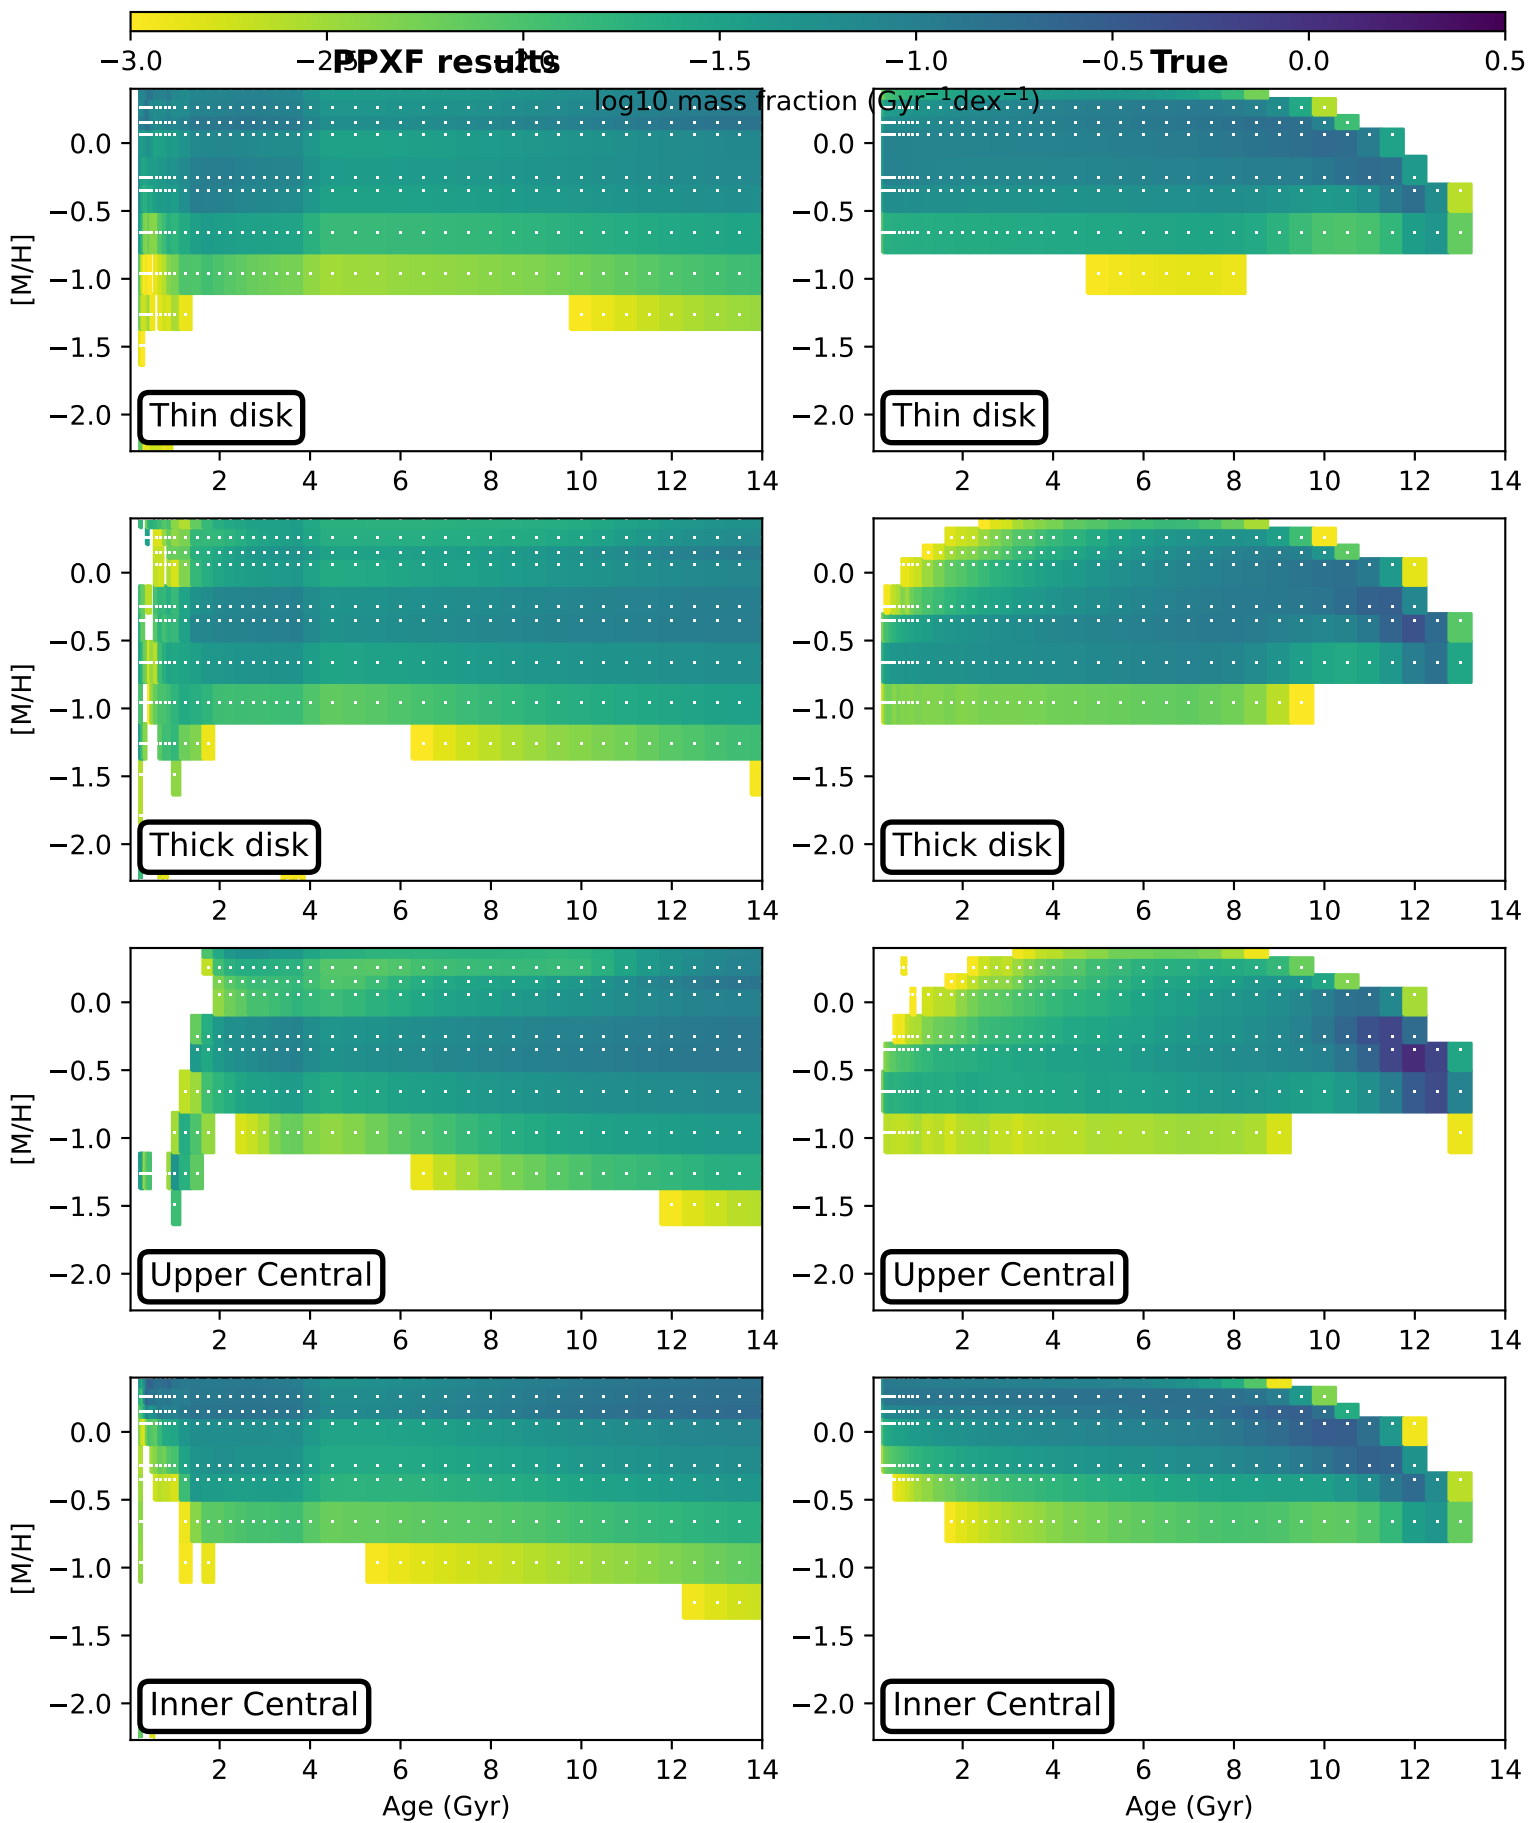 −3.0 −2.5 −2.0 −1.5 −1.0 −0.5 0.0 0.5
PPXF results True
log10 mass fraction (Gyr⁻¹dex⁻¹)
0.0 0.0
−0.5 −0.5
[M/H]
−1.0 −1.0
−1.5 −1.5
−2.0 Thin disk −2.0 Thin disk
2 4 6 8 10 12 14 2 4 6 8 10 12 14
0.0 0.0
−0.5 −0.5
[M/H]
−1.0 −1.0
−1.5 −1.5
−2.0 Thick disk −2.0 Thick disk
2 4 6 8 10 12 14 2 4 6 8 10 12 14
0.0 0.0
−0.5 −0.5
[M/H]
−1.0 −1.0
−1.5 −1.5
−2.0 Upper Central −2.0 Upper Central
2 4 6 8 10 12 14 2 4 6 8 10 12 14
0.0 0.0
−0.5 −0.5
[M/H]
−1.0 −1.0
−1.5 −1.5
−2.0 Inner Central −2.0 Inner Central
2 4 6 8 10 12 14 2 4 6 8 10 12 14
Age (Gyr) Age (Gyr)